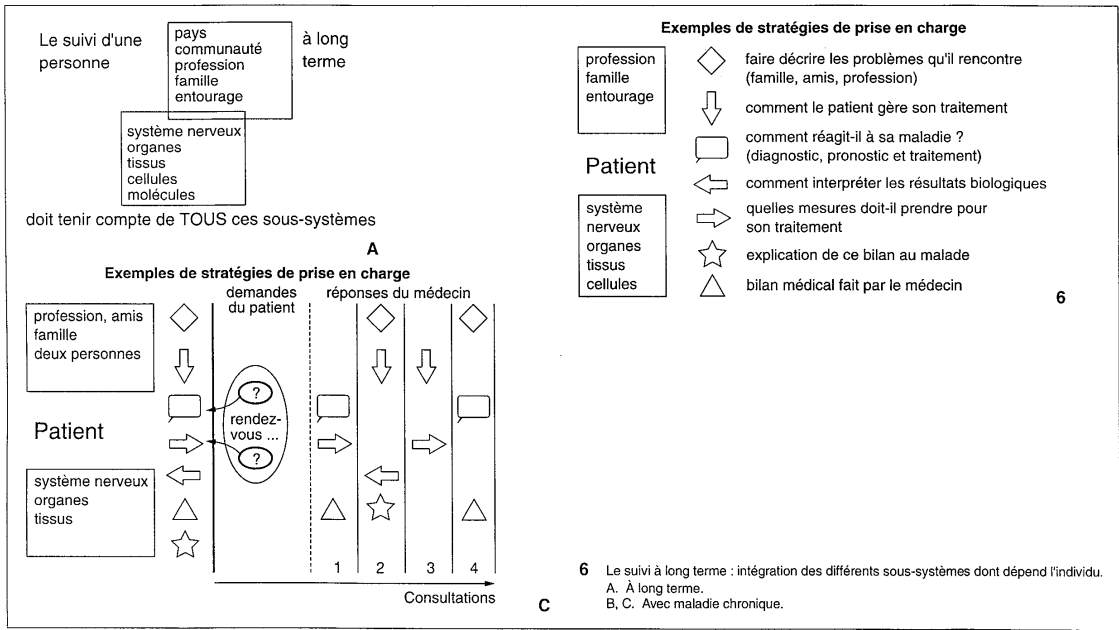 Le suivi d'une
personne
pays
communauté
profession
famille
entourage
à long
terme
système nerveux
organes
tissus
cellules
molécules
doit tenir compte de TOUS ces sous-systèmes
A
Exemples de stratégies de prise en charge
demandes
du patient
réponses du médecin
profession, amis
famille
deux personnes
Patient
système nerveux
organes
tissus
?
rendez-
vous ...
?
1 2 3 4
Consultations
C
Exemples de stratégies de prise en charge
profession
famille
entourage
Patient
système
nerveux
organes
tissus
cellules
faire décrire les problèmes qu'il rencontre
(famille, amis, profession)
comment le patient gère son traitement
comment réagit-il à sa maladie ?
(diagnostic, pronostic et traitement)
comment interpréter les résultats biologiques
quelles mesures doit-il prendre pour
son traitement
explication de ce bilan au malade
bilan médical fait par le médecin
6
6 Le suivi à long terme : intégration des différents sous-systèmes dont dépend l'individu.
A. À long terme.
B, C. Avec maladie chronique.